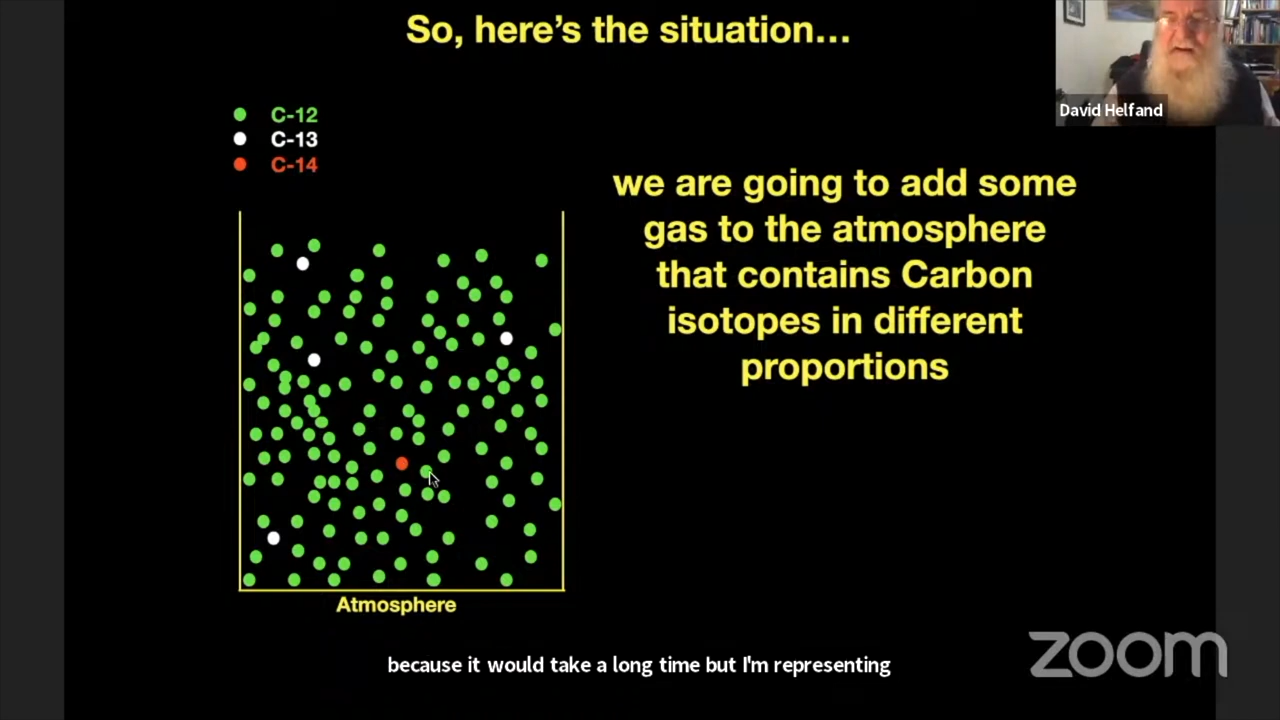 So, here's the situation...
David Helfand
C-12
C-13
C-14
we are going to add some
gas to the atmosphere
that contains Carbon
isotopes in different
proportions
Atmosphere
because it would take a long time but I'm representing
zoom